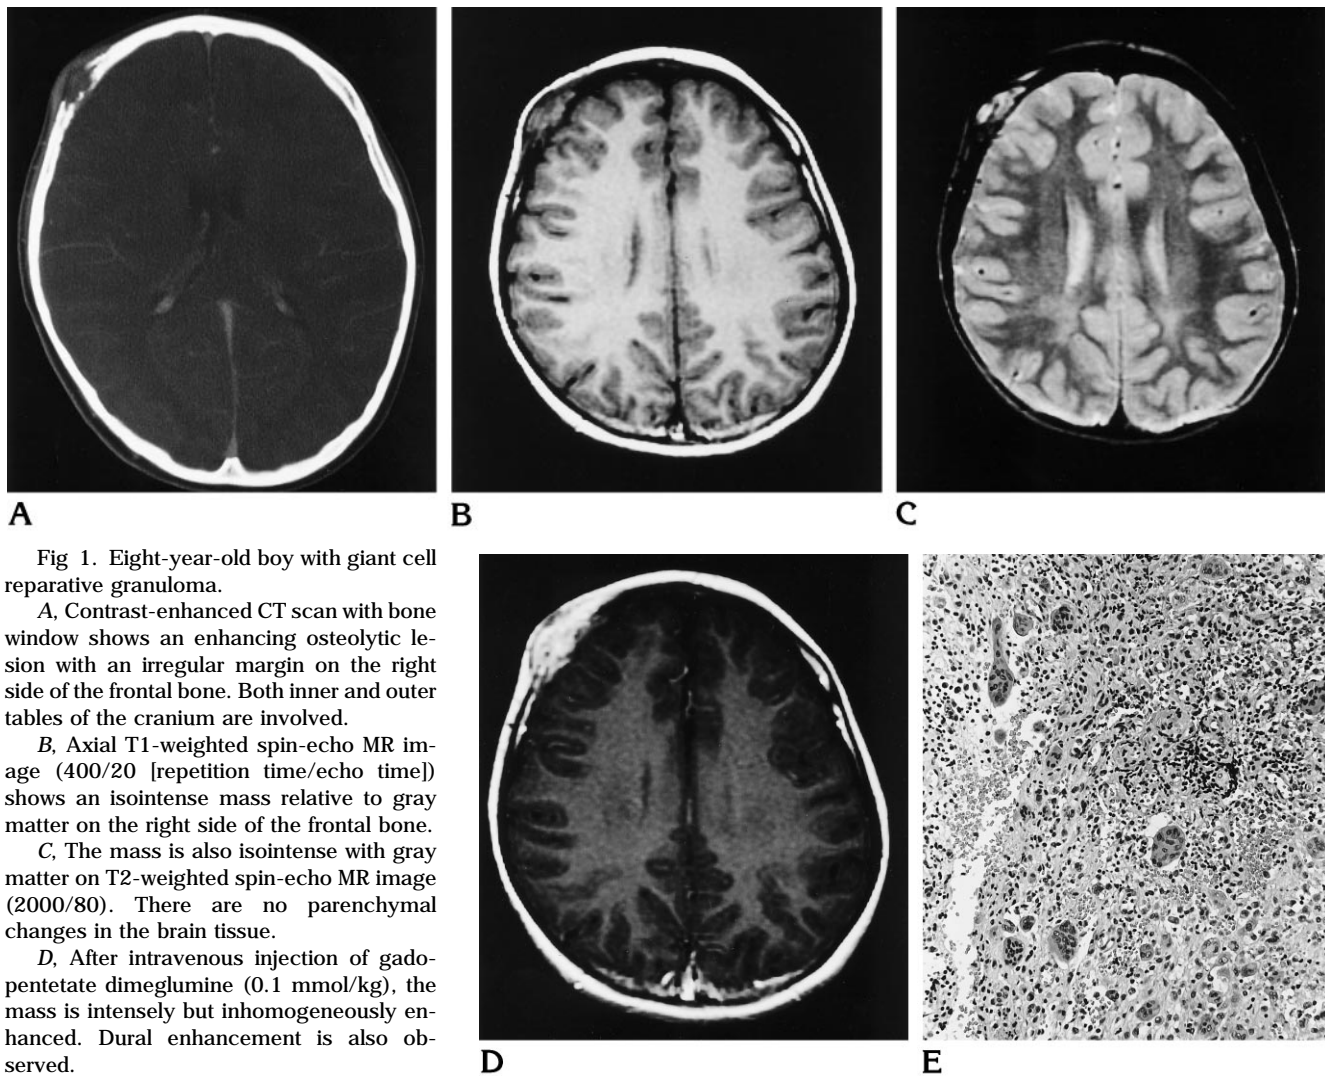 A
B
C
Fig 1. Eight-year-old boy with giant cell
reparative granuloma.
A, Contrast-enhanced CT scan with bone
window shows an enhancing osteolytic le-
sion with an irregular margin on the right
side of the frontal bone. Both inner and outer
tables of the cranium are involved.
B, Axial T1-weighted spin-echo MR im-
age (400/20 [repetition time/echo time])
shows an isointense mass relative to gray
matter on the right side of the frontal bone.
C, The mass is also isointense with gray
matter on T2-weighted spin-echo MR image
(2000/80). There are no parenchymal
changes in the brain tissue.
D, After intravenous injection of gado-
pentetate dimeglumine (0.1 mmol/kg), the
mass is intensely but inhomogeneously en-
hanced. Dural enhancement is also ob-
served.
D
E